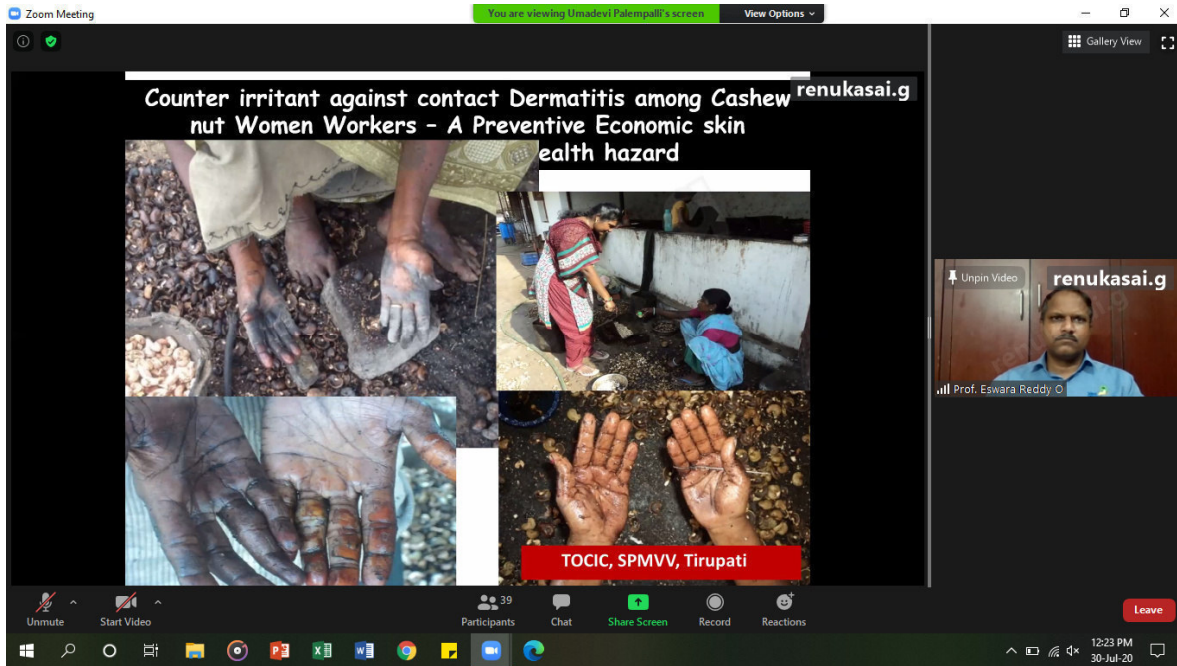 Zoom Meeting
You are viewing Umadevi Palempalli's screen
View Options
Gallery View
renukasai.g
Counter irritant against contact Dermatitis among Cashew
nut Women Workers – A Preventive Economic skin
ealth hazard
Unpin Video
renukasai.g
Prof. Eswara Reddy O
TOCIC, SPMVV, Tirupati
Unmute
Start Video
39
Participants
Chat
Share Screen
Record
Reactions
Leave
12:23 PM
30-Jul-20